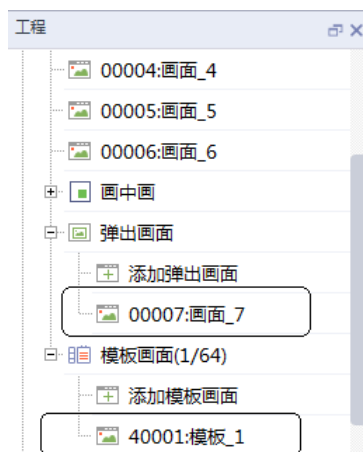 工程
00004:画面_4
00005:画面_5
00006:画面_6
画中画
弹出画面
添加弹出画面
00007:画面_7
模板画面(1/64)
添加模板画面
40001:模板_1